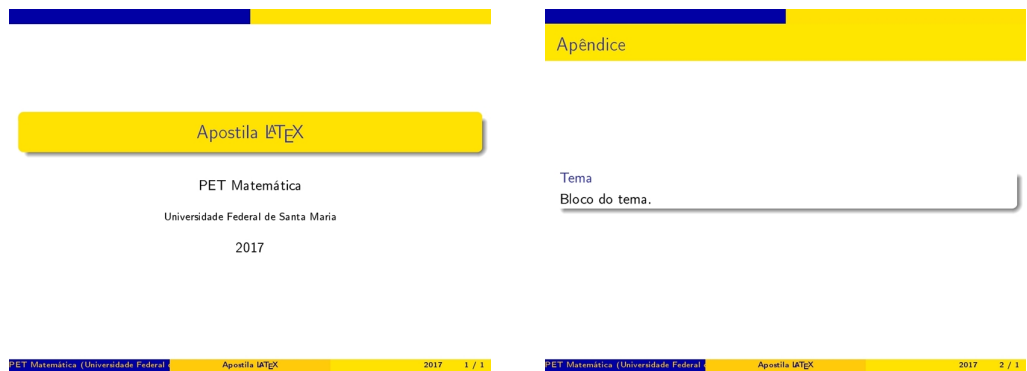 Apostila LATEX
PET Matemática
Universidade Federal de Santa Maria
2017
PET Matemática (Universidade Federal
Apostila LATEX
2017 1 / 1
Apêndice
Tema
Bloco do tema.
PET Matemática (Universidade Federal
Apostila LATEX
2017 2 / 1